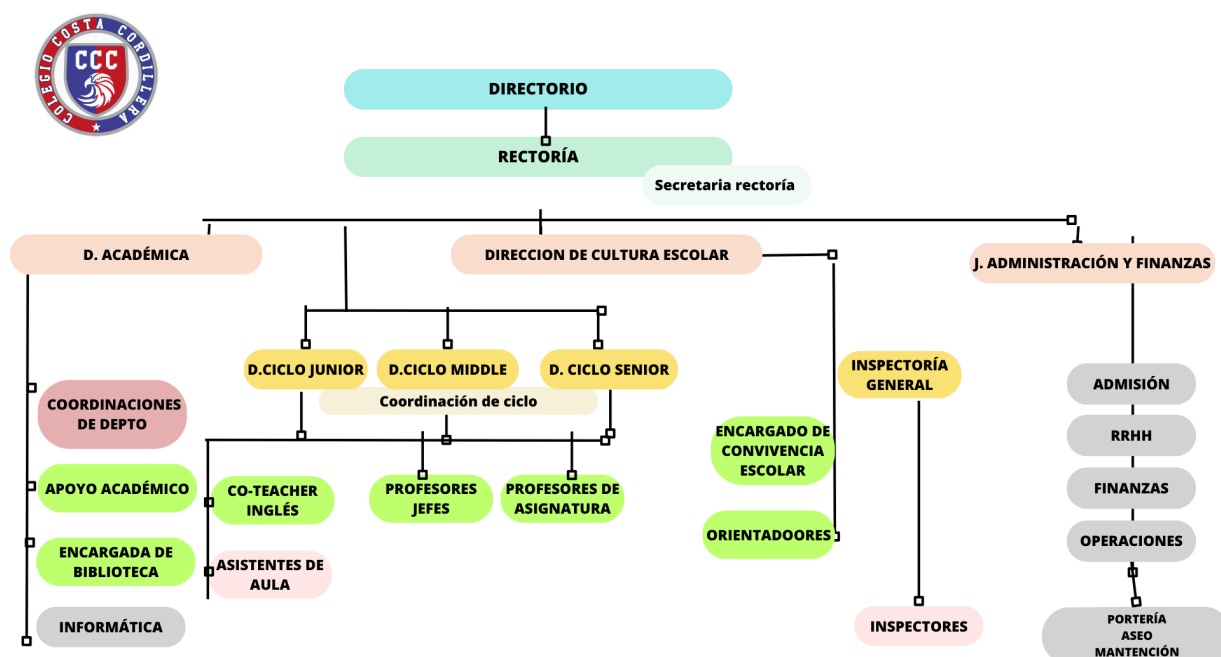 COLEGIO COSTA CORDILLERA
CCC
DIRECTORIO
RECTORÍA
Secretaria rectoría
D. ACADÉMICA
DIRECCION DE CULTURA ESCOLAR
J. ADMINISTRACIÓN Y FINANZAS
D.CICLO JUNIOR
D.CICLO MIDDLE
D. CICLO SENIOR
Coordinación de ciclo
INSPECTORÍA
GENERAL
ADMISIÓN
COORDINACIONES
DE DEPTO
ENCARGADO DE
CONVIVENCIA
ESCOLAR
RRHH
APOYO ACADÉMICO
CO-TEACHER
INGLÉS
PROFESORES
JEFES
PROFESORES DE
ASIGNATURA
FINANZAS
ORIENTADOORES
OPERACIONES
ENCARGADA DE
BIBLIOTECA
ASISTENTES DE
AULA
INFORMÁTICA
INSPECTORES
PORTERÍA
ASEO
MANTENCIÓN